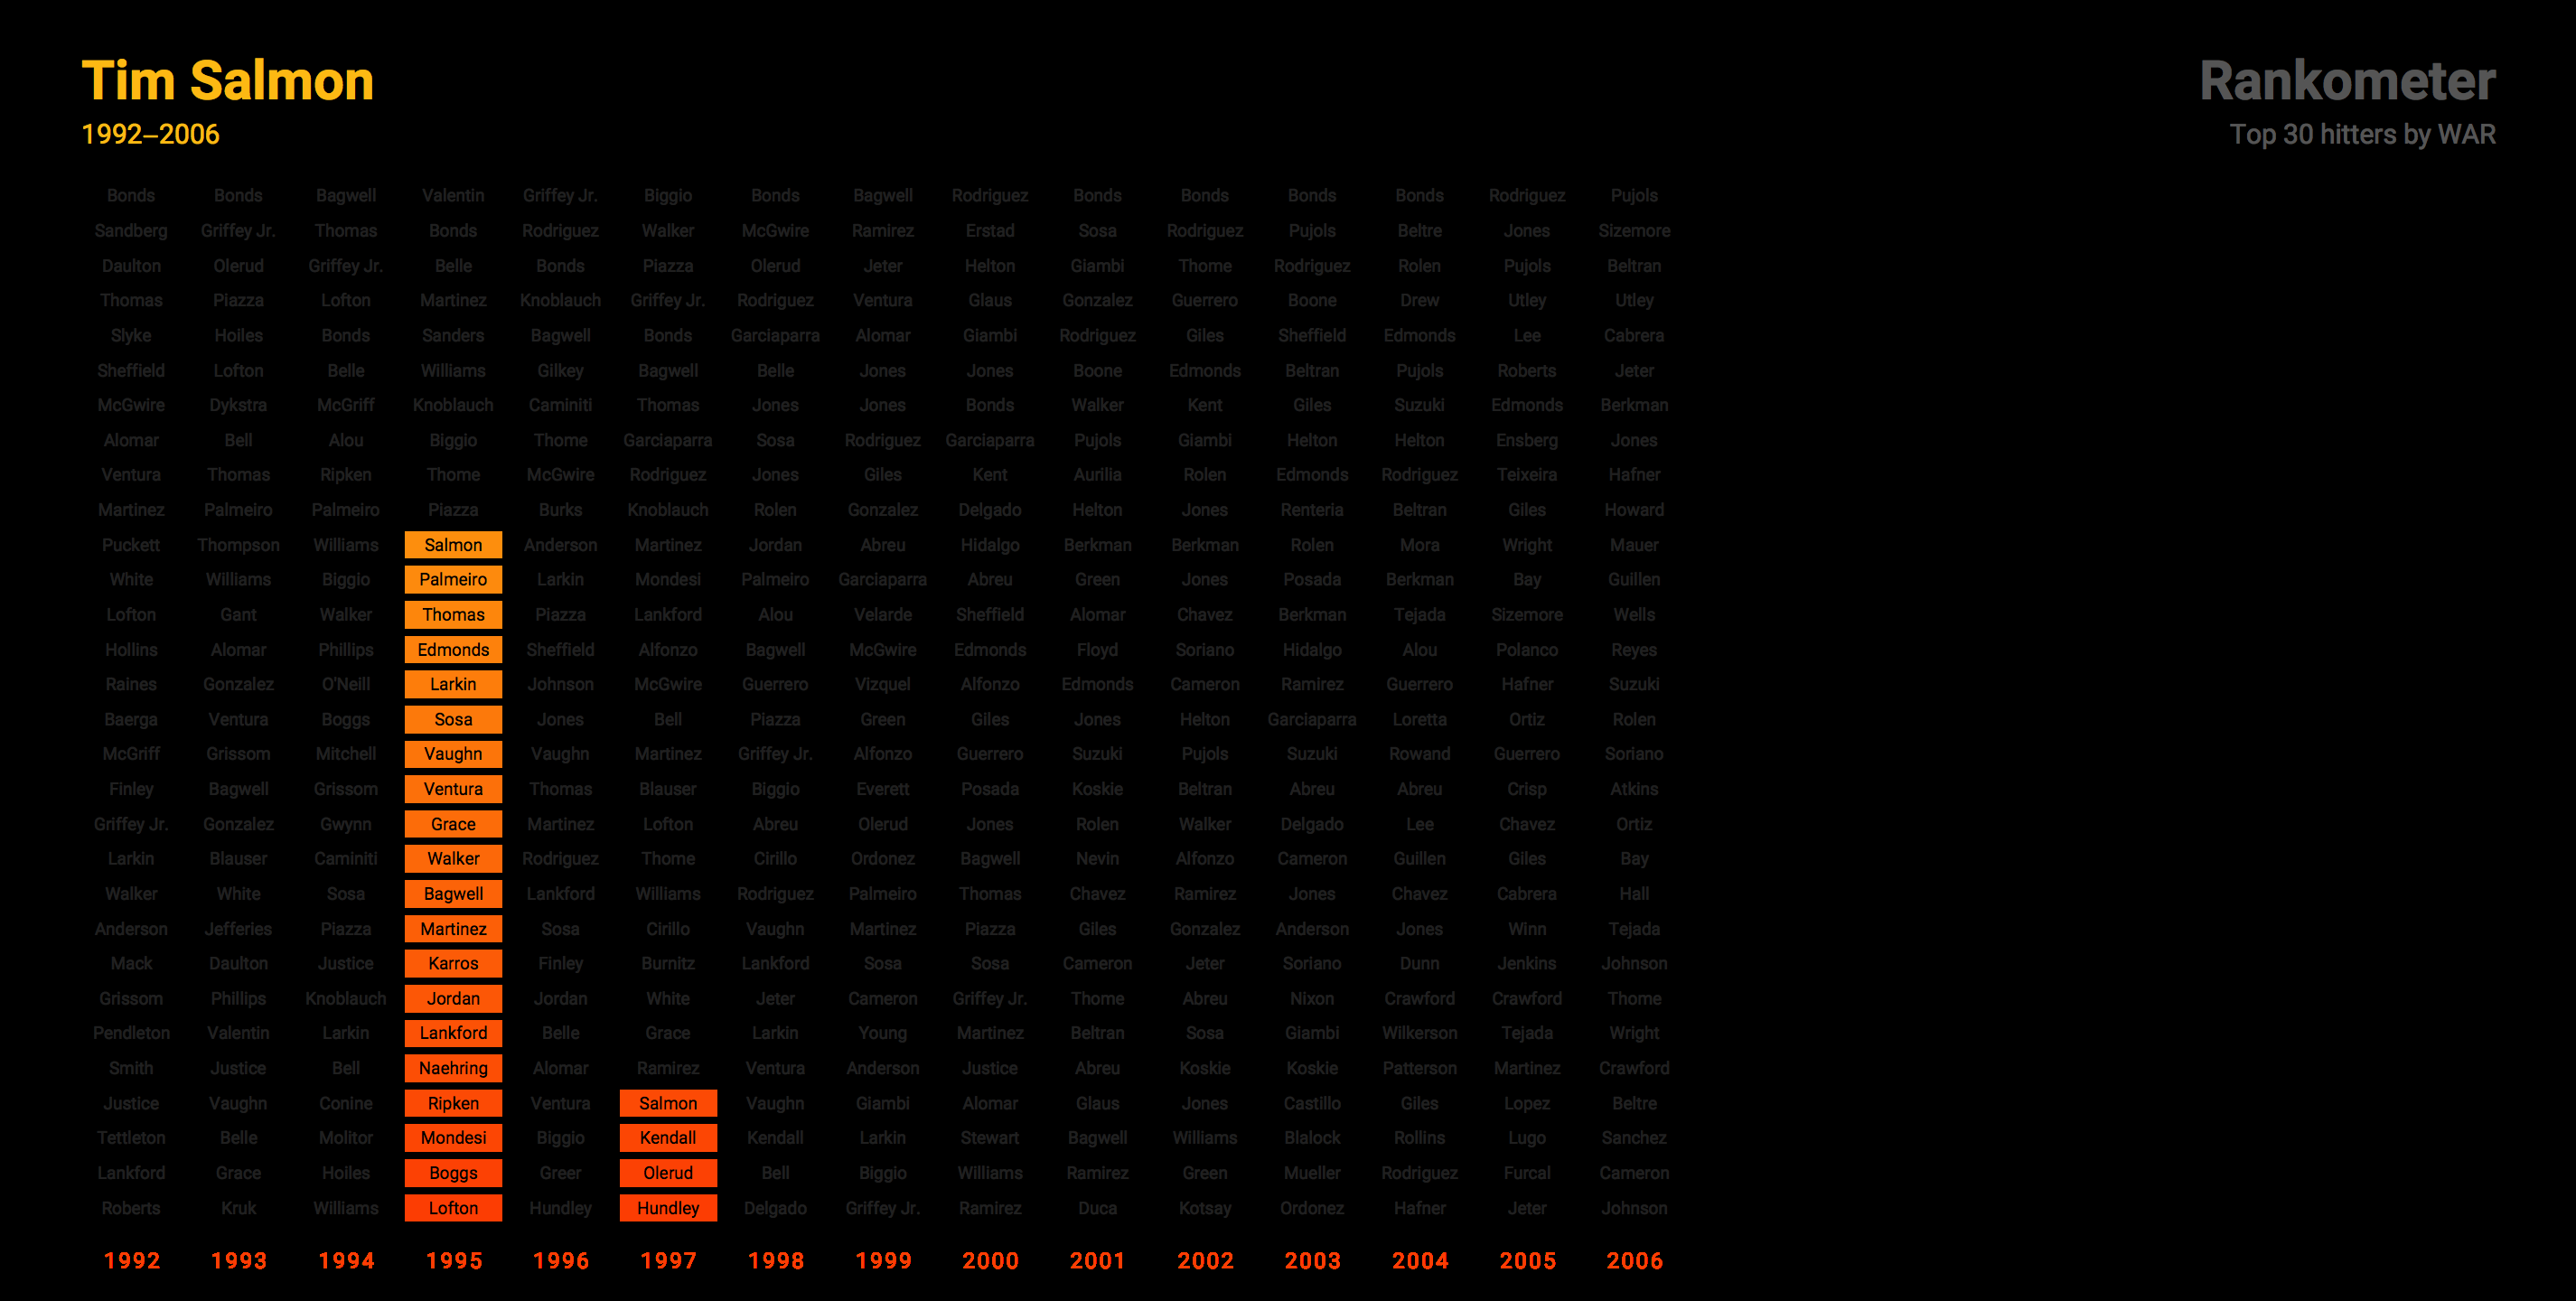 Tim Salmon
1992–2006
Rankometer
Top 30 hitters by WAR
Bonds Bonds Bagwell Valentin Griffey Jr. Biggio Bonds Bagwell Rodriguez Bonds Bonds Bonds Bonds Rodriguez Pujols
Sandberg Griffey Jr. Thomas Bonds Rodriguez Walker McGwire Ramirez Erstad Sosa Rodriguez Pujols Beltre Jones Sizemore
Daulton Olerud Griffey Jr. Belle Bonds Piazza Olerud Jeter Helton Giambi Thome Rodriguez Rolen Pujols Beltran
Thomas Piazza Lofton Martinez Knoblauch Griffey Jr. Rodriguez Ventura Glaus Gonzalez Guerrero Boone Drew Utley Utley
Slyke Hoiles Bonds Sanders Bagwell Bonds Garciaparra Alomar Giambi Rodriguez Giles Sheffield Edmonds Lee Cabrera
Sheffield Lofton Belle Williams Gilkey Bagwell Belle Jones Jones Boone Edmonds Beltran Pujols Roberts Jeter
McGwire Dykstra McGriff Knoblauch Caminiti Thomas Jones Jones Bonds Walker Kent Giles Suzuki Edmonds Berkman
Alomar Bell Alou Biggio Thome Garciaparra Sosa Rodriguez Garciaparra Pujols Giambi Helton Helton Ensberg Jones
Ventura Thomas Ripken Thome McGwire Rodriguez Jones Giles Kent Aurilia Rolen Edmonds Rodriguez Teixeira Hafner
Martinez Palmeiro Palmeiro Piazza Burks Knoblauch Rolen Gonzalez Delgado Helton Jones Renteria Beltran Giles Howard
Puckett Thompson Williams Salmon Anderson Martinez Jordan Abreu Hidalgo Berkman Berkman Rolen Mora Wright Mauer
White Williams Biggio Palmeiro Larkin Mondesi Palmeiro Garciaparra Abreu Green Jones Posada Berkman Bay Guillen
Lofton Gant Walker Thomas Piazza Lankford Alou Velarde Sheffield Alomar Chavez Berkman Tejada Sizemore Wells
Hollins Alomar Phillips Edmonds Sheffield Alfonzo Bagwell McGwire Edmonds Floyd Soriano Hidalgo Alou Polanco Reyes
Raines Gonzalez O'Neill Larkin Johnson McGwire Guerrero Vizquel Alfonzo Edmonds Cameron Ramirez Guerrero Hafner Suzuki
Baerga Ventura Boggs Sosa Jones Bell Piazza Green Giles Jones Helton Garciaparra Loretta Ortiz Rolen
McGriff Grissom Mitchell Vaughn Vaughn Martinez Griffey Jr. Alfonzo Guerrero Suzuki Pujols Suzuki Rowand Guerrero Soriano
Finley Bagwell Grissom Ventura Thomas Blauser Biggio Everett Posada Koskie Beltran Abreu Abreu Crisp Atkins
Griffey Jr. Gonzalez Gwynn Grace Martinez Lofton Abreu Olerud Jones Rolen Walker Delgado Lee Chavez Ortiz
Larkin Blauser Caminiti Walker Rodriguez Thome Cirillo Ordonez Bagwell Nevin Alfonzo Cameron Guillen Giles Bay
Walker White Sosa Bagwell Lankford Williams Rodriguez Palmeiro Thomas Chavez Ramirez Jones Chavez Cabrera Hall
Anderson Jefferies Piazza Martinez Sosa Cirillo Vaughn Martinez Piazza Giles Gonzalez Anderson Jones Winn Tejada
Mack Daulton Justice Karros Finley Burnitz Lankford Sosa Sosa Cameron Jeter Soriano Dunn Jenkins Johnson
Grissom Phillips Knoblauch Jordan Jordan White Jeter Cameron Griffey Jr. Thome Abreu Nixon Crawford Crawford Thome
Pendleton Valentin Larkin Lankford Belle Grace Larkin Young Martinez Beltran Sosa Giambi Wilkerson Tejada Wright
Smith Justice Bell Naehring Alomar Ramirez Ventura Anderson Justice Abreu Koskie Koskie Patterson Martinez Crawford
Justice Vaughn Conine Ripken Ventura Salmon Vaughn Giambi Alomar Glaus Jones Castillo Giles Lopez Beltre
Tettleton Belle Molitor Mondesi Biggio Kendall Kendall Larkin Stewart Bagwell Williams Blalock Rollins Lugo Sanchez
Lankford Grace Hoiles Boggs Greer Olerud Bell Biggio Williams Ramirez Green Mueller Rodriguez Furcal Cameron
Roberts Kruk Williams Lofton Hundley Hundley Delgado Griffey Jr. Ramirez Duca Kotsay Ordonez Hafner Jeter Johnson
1992 1993 1994 1995 1996 1997 1998 1999 2000 2001 2002 2003 2004 2005 2006